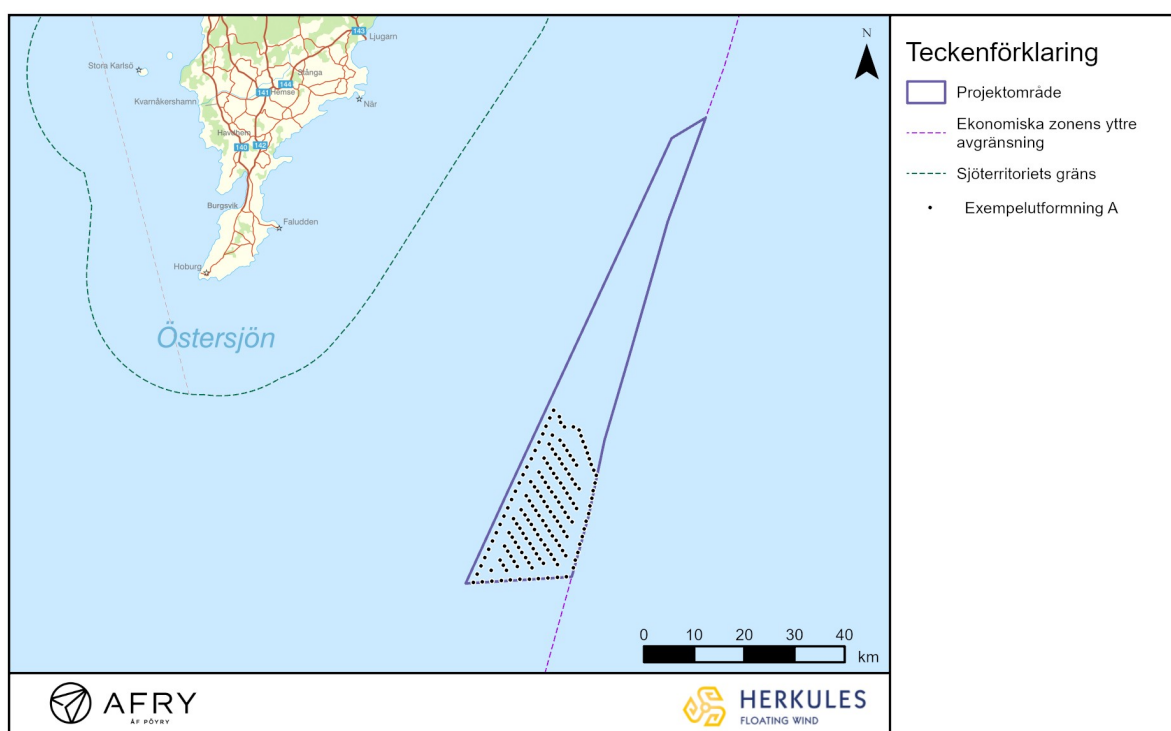 143
Ljugarn
Stora Karlsö
Stånga
144
141
Hemse
Kvarnåkershamn
När
Havdhem
140
142
Burgsvik
Faludden
Hoburg
Östersjön
N
0 10 20 30 40
km
AFRY
ÅF PÖYRY
HERKULES
FLOATING WIND
Teckenförklaring
Projektområde
Ekonomiska zonens yttre
avgränsning
Sjöterritoriets gräns
Exempelutformning A